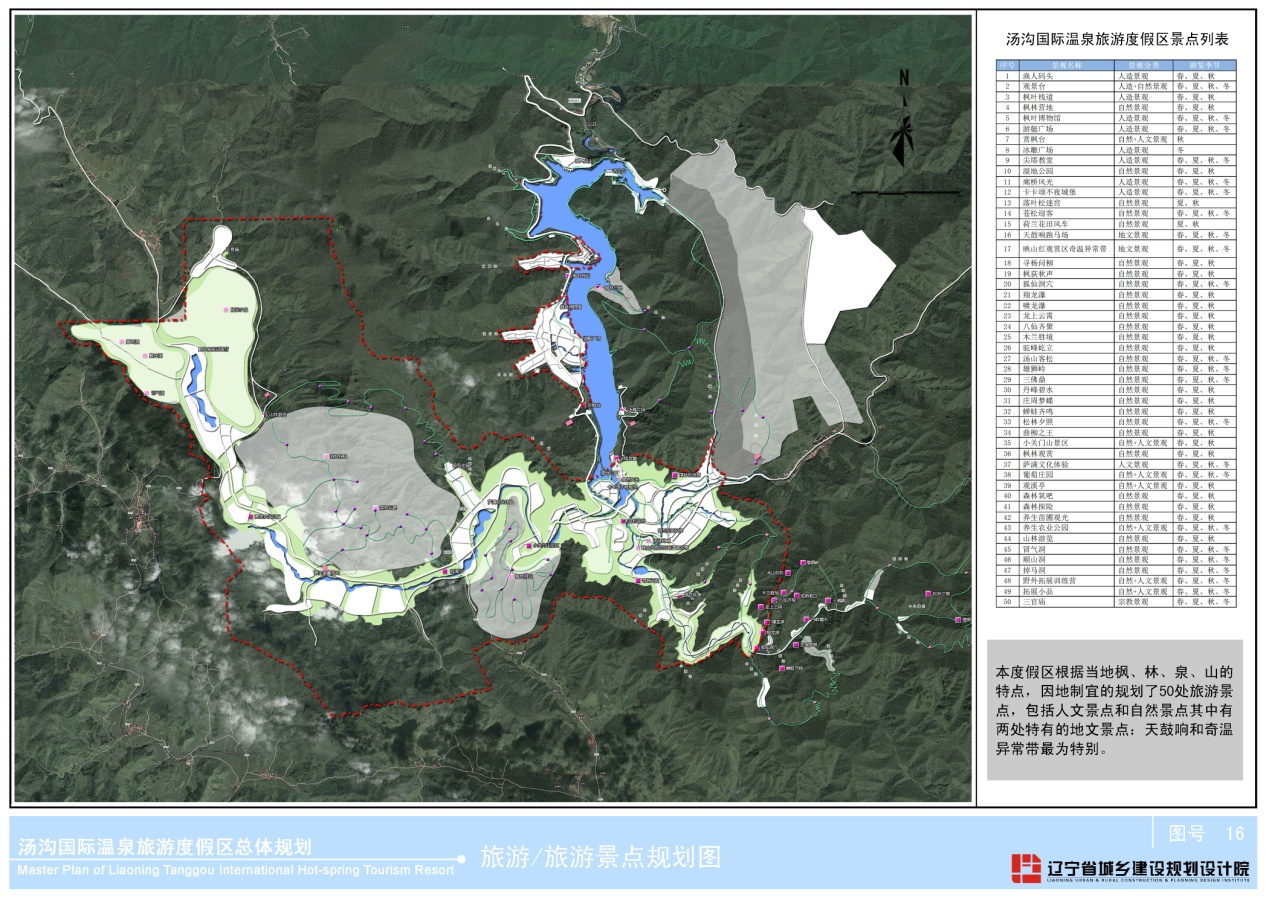 汤沟国际温泉旅游度假区景点列表
序号 景观名称 景观分类 游览季节
1 渔人码头 人造景观 春、夏、秋
2 观景台 人造+自然景观 春、夏、秋、冬
3 枫叶栈道 人造景观 春、夏、秋
4 枫林营地 自然景观 春、夏、秋
5 枫叶博物馆 人造景观 春、夏、秋、冬
6 游艇广场 人造景观 春、夏、秋、冬
7 赏枫台 自然+人文景观 秋
8 冰雕广场 人造景观 冬
9 尖塔教堂 人造景观 春、夏、秋、冬
10 湿地公园 自然景观 春、夏、秋
11 廊桥风光 人造景观 春、夏、秋、冬
12 卡卡颂不夜城堡 人造景观 春、夏、秋、冬
13 落叶松迷宫 自然景观 夏、秋
14 苍松迎客 自然景观 春、夏、秋、冬
15 荷兰花田风车 自然景观 夏、秋
16 天鼓响跑马场 地文景观 春、夏、秋、冬
17 映山红观赏区奇温异常带 地文景观 春、夏、秋、冬
18 寻杨问柳 自然景观 春、夏、秋
19 枫荻秋声 自然景观 春、夏、秋
20 狐仙洞穴 自然景观 春、夏、秋、冬
21 翔龙瀑 自然景观 春、夏、秋
22 啸龙瀑 自然景观 春、夏、秋
23 龙上云霄 自然景观 春、夏、秋
24 八仙齐聚 自然景观 春、夏、秋
25 木兰胜境 自然景观 春、夏、秋
26 驼峰屹立 自然景观 春、夏、秋
27 汤山客松 自然景观 春、夏、秋、冬
28 雄狮岭 自然景观 春、夏、秋、冬
29 三佛鼎 自然景观 春、夏、秋、冬
30 丹峰碧水 自然景观 春、夏、秋
31 庄周梦蝶 自然景观 春、夏、秋
32 蝉蛙齐鸣 自然景观 春、夏、秋
33 松林夕照 自然景观 春、夏、秋、冬
34 曲柳之王 自然景观 春、夏、秋
35 小关门山景区 自然+人文景观 春、夏、秋
36 枫林观赏 自然景观 春、夏、秋
37 萨满文化体验 人文景观 春、夏、秋、冬
38 葡萄庄园 自然+人文景观 春、夏、秋、冬
39 观溪亭 自然+人文景观 春、夏、秋
40 森林氧吧 自然景观 春、夏、秋
41 森林探险 自然景观 春、夏、秋
42 养生苗圃观光 自然景观 春、夏、秋
43 养生农业公园 自然+人文景观 春、夏、秋、冬
44 山林游览 自然景观 春、夏、秋
45 冒气洞 自然景观 春、夏、秋、冬
46 顺山洞 自然景观 春、夏、秋、冬
47 掉马洞 自然景观 春、夏、秋、冬
48 野外拓展训练营 自然+人文景观 春、夏、秋、冬
49 拓展小品 自然+人文景观 春、夏、秋、冬
50 三官庙 宗教景观 春、夏、秋、冬
N
本度假区根据当地枫、林、泉、山的
特点，因地制宜的规划了50处旅游景
点，包括人文景点和自然景点其中有
两处特有的地文景点：天鼓响和奇温
异常带最为特别。
汤沟国际温泉旅游度假区总体规划
Master Plan of Liaoning Tanggou International Hot-spring Tourism Resort
旅游/旅游景点规划图
图号 16
辽宁省城乡建设规划设计院
LIAONING URBAN & RURAL CONSTRUCTION & PLANNING DESIGN INSTITUTE